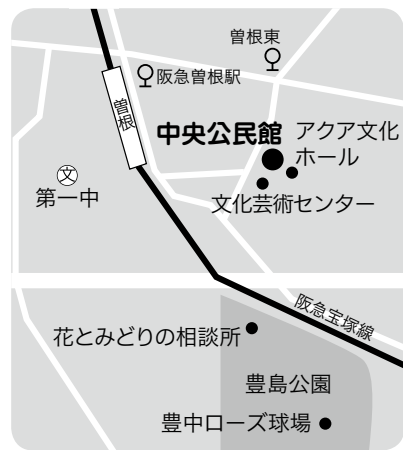 曽根東
阪急曽根駅
曽根
中央公民館
アクア文化
ホール
文
第一中
文化芸術センター
阪急宝塚線
花とみどりの相談所
豊島公園
豊中ローズ球場